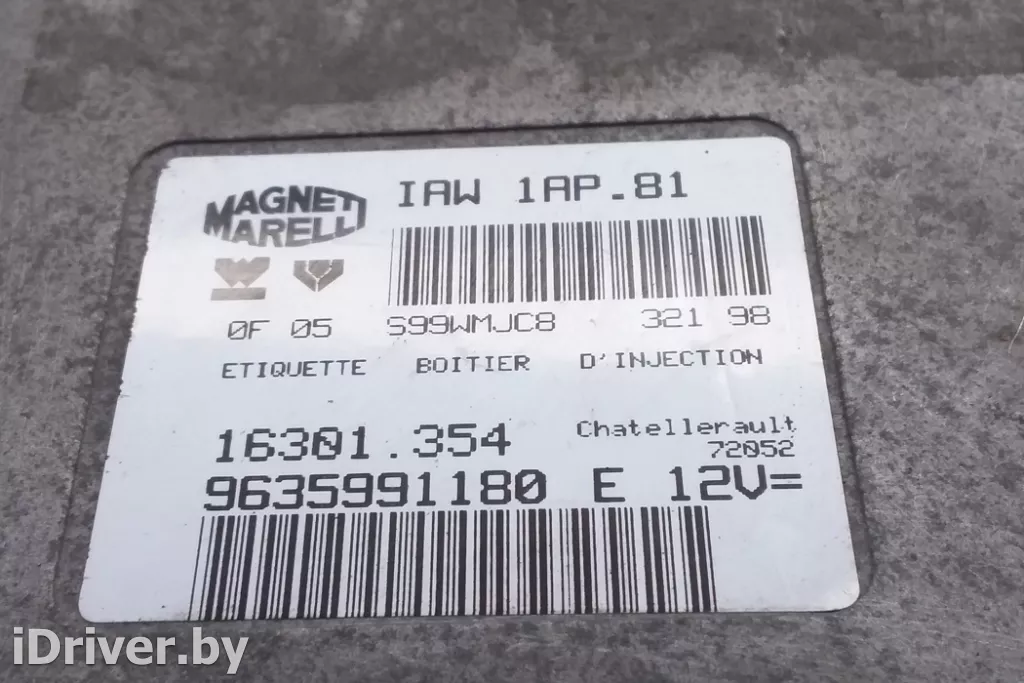 MAGNETI
MARELLI
IAW 1AP.81
0F 05 S99WMJC8 321 98
ETIQUETTE BOITIER D'INJECTION
16301.354
Chatellerault
72052
9635991180 E 12V=
iDriver.by